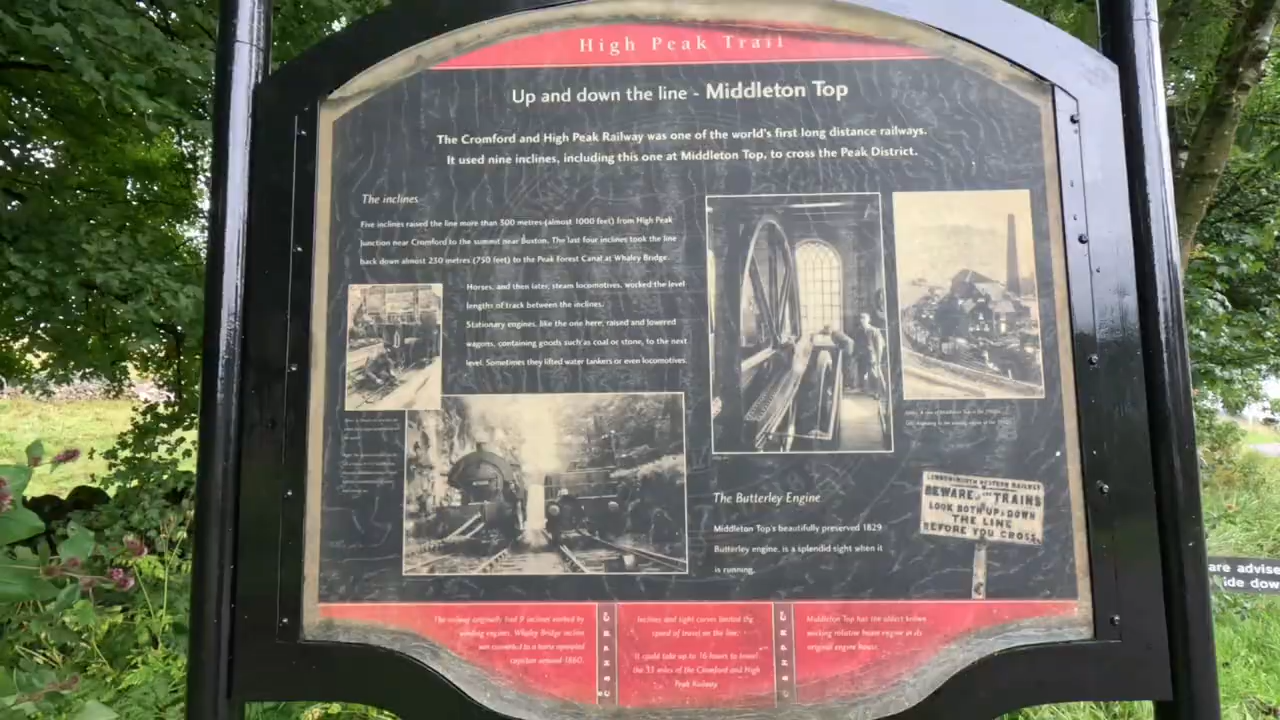 High Peak Trail
Up and down the line - Middleton Top
The Cromford and High Peak Railway was one of the world's first long distance railways.
It used nine inclines, including this one at Middleton Top, to cross the Peak District.
The inclines
Five inclines raised the line more than 300 metres (almost 1000 feet) from High Peak
Junction near Cromford to the summit near Buxton. The last four inclines took the line
back down almost 230 metres (750 feet) to the Peak Forest Canal at Whaley Bridge.
Horses, and then later, steam locomotives, worked the level
lengths of track between the inclines.
Stationary engines, like the one here, raised and lowered
wagons, containing goods such as coal or stone, to the next
level. Sometimes they lifted water tankers or even locomotives.
The Butterley Engine
Middleton Top's beautifully preserved 1829
Butterley engine, is a splendid sight when it
is running.
WESTERN RAILWAY
BEWARE OF TRAINS
LOOK BOTH UP & DOWN
THE LINE
BEFORE YOU CROSS
The railway originally had 9 inclines worked by
winding engines. Whaley Bridge incline
was converted to a horse operated
capstan around 1860.
Inclines and tight curves limited the
speed of travel on the line.
It could take up to 16 hours to travel
the 33 miles of the Cromford and High
Peak Railway.
Middleton Top has the oldest known
working rotative beam engine in its
original engine house.
are advise
ide dow